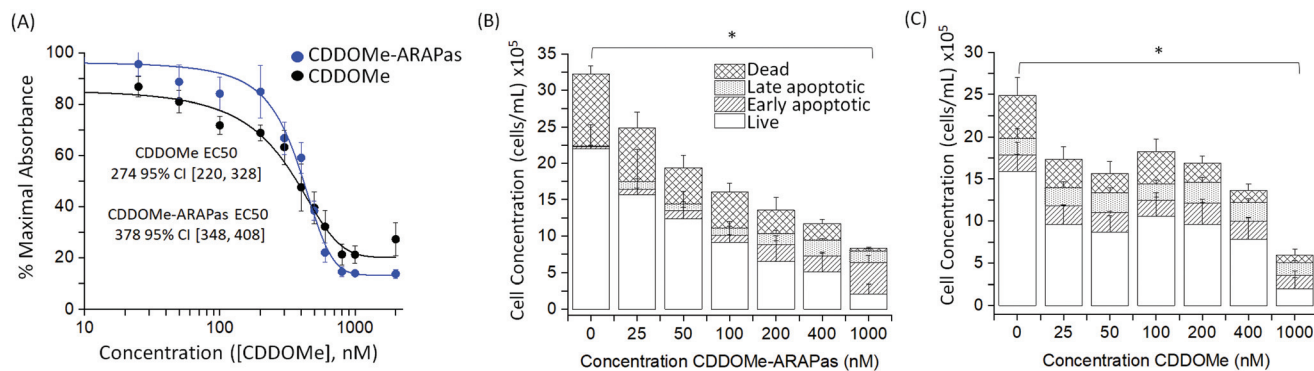 (A)
100
80
60
40
20
0
% Maximal Absorbance
CDDOMe-ARAPas
CDDOMe
CDDOMe EC50
274 95% CI [220, 328]
CDDOMe-ARAPas EC50
378 95% CI [348, 408]
10 100 1000
Concentration ([CDDOMe], nM)
(B)
*
35
30
25
20
15
10
5
0
Cell Concentration (cells/mL) x10⁵
Dead
Late apoptotic
Early apoptotic
Live
0 25 50 100 200 400 1000
Concentration CDDOMe-ARAPas (nM)
(C)
*
30
25
20
15
10
5
0
Cell Concentration (cells/mL) x10⁵
0 25 50 100 200 400 1000
Concentration CDDOMe (nM)